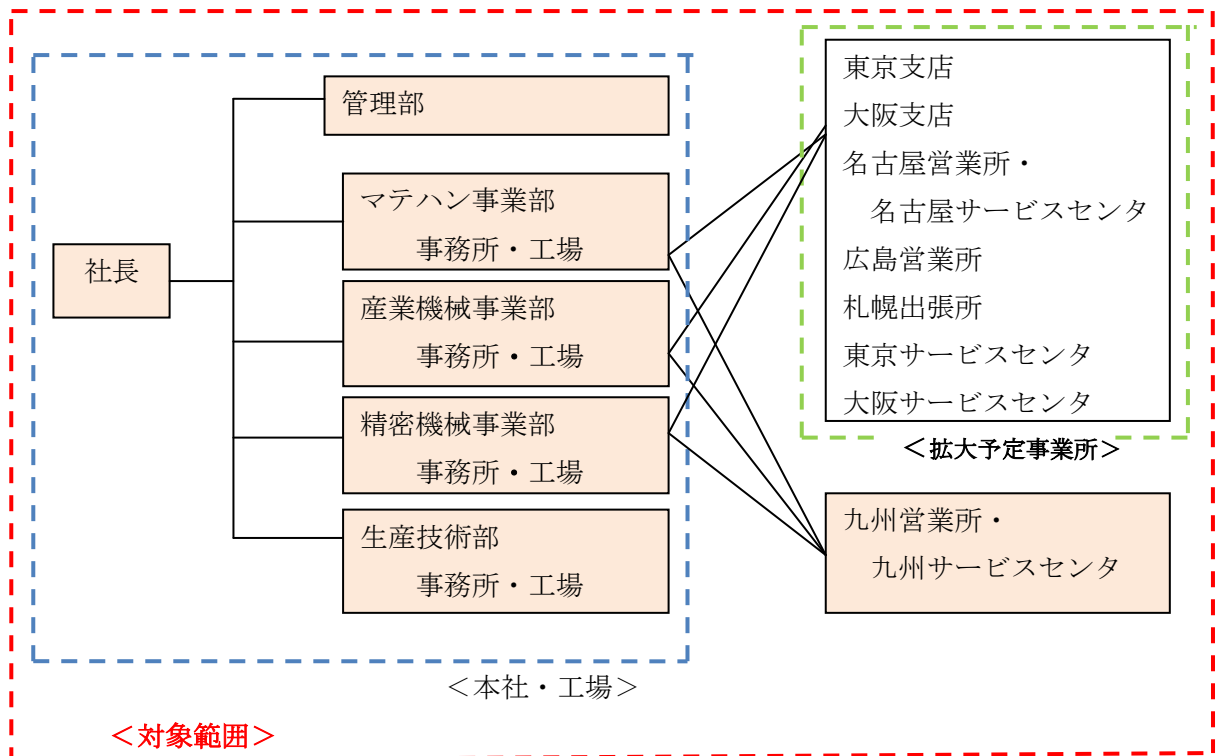 社長
管理部
マテハン事業部
事務所・工場
産業機械事業部
事務所・工場
精密機械事業部
事務所・工場
生産技術部
事務所・工場
＜本社・工場＞
東京支店
大阪支店
名古屋営業所・
名古屋サービスセンタ
広島営業所
札幌出張所
東京サービスセンタ
大阪サービスセンタ
＜拡大予定事業所＞
九州営業所・
九州サービスセンタ
＜対象範囲＞